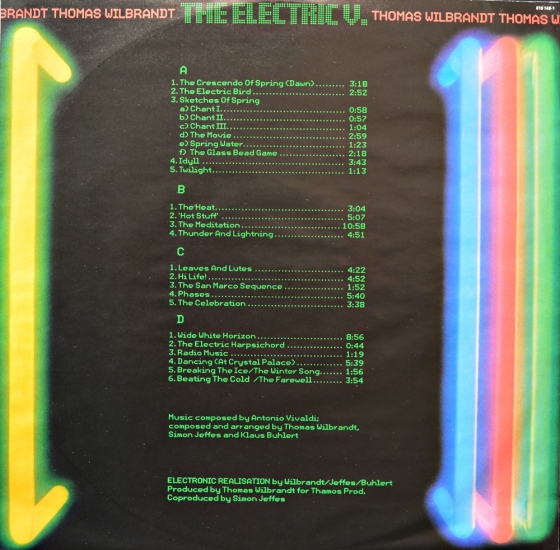 BRANDT THOMAS WILBRANDT THE ELECTRIC V. THOMAS WILBRANDT THOMAS W
A
1. The Crescendo Of Spring (Dawn)........ 3:18
2. The Electric Bird........................ 2:52
3. Sketches Of Spring
a) Chant I................................ 0:58
b) Chant II............................... 0:57
c) Chant III.............................. 1:04
d) The Movie.............................. 2:59
e) Spring Water........................... 1:23
f) The Glass Bead Game.................... 2:18
4. Idyll.................................... 3:43
5. Twilight................................. 1:13
B
1. The Heat................................. 3:04
2. 'Hot Stuff'.............................. 5:07
3. The Meditation........................... 10:58
4. Thunder And Lightning.................... 4:51
C
1. Leaves And Lutes......................... 4:22
2. Hi Life!................................. 4:52
3. The San Marco Sequence................... 1:52
4. Phases................................... 5:40
5. The Celebration.......................... 3:38
D
1. Wide White Horizon....................... 8:56
2. The Electric Harpsichord................. 0:44
3. Radio Music.............................. 1:19
4. Dancing (At Crystal Palace).............. 5:39
5. Breaking The Ice/The Winter Song......... 1:56
6. Beating The Cold /The Farewell........... 3:54
Music composed by Antonio Vivaldi;
composed and arranged by Thomas Wilbrandt,
Simon Jeffes and Klaus Buhlert
ELECTRONIC REALISATION by Wilbrandt/Jeffes/Buhlert
Produced by Thomas Wilbrandt for Thamos Prod.
Coproduced by Simon Jeffes